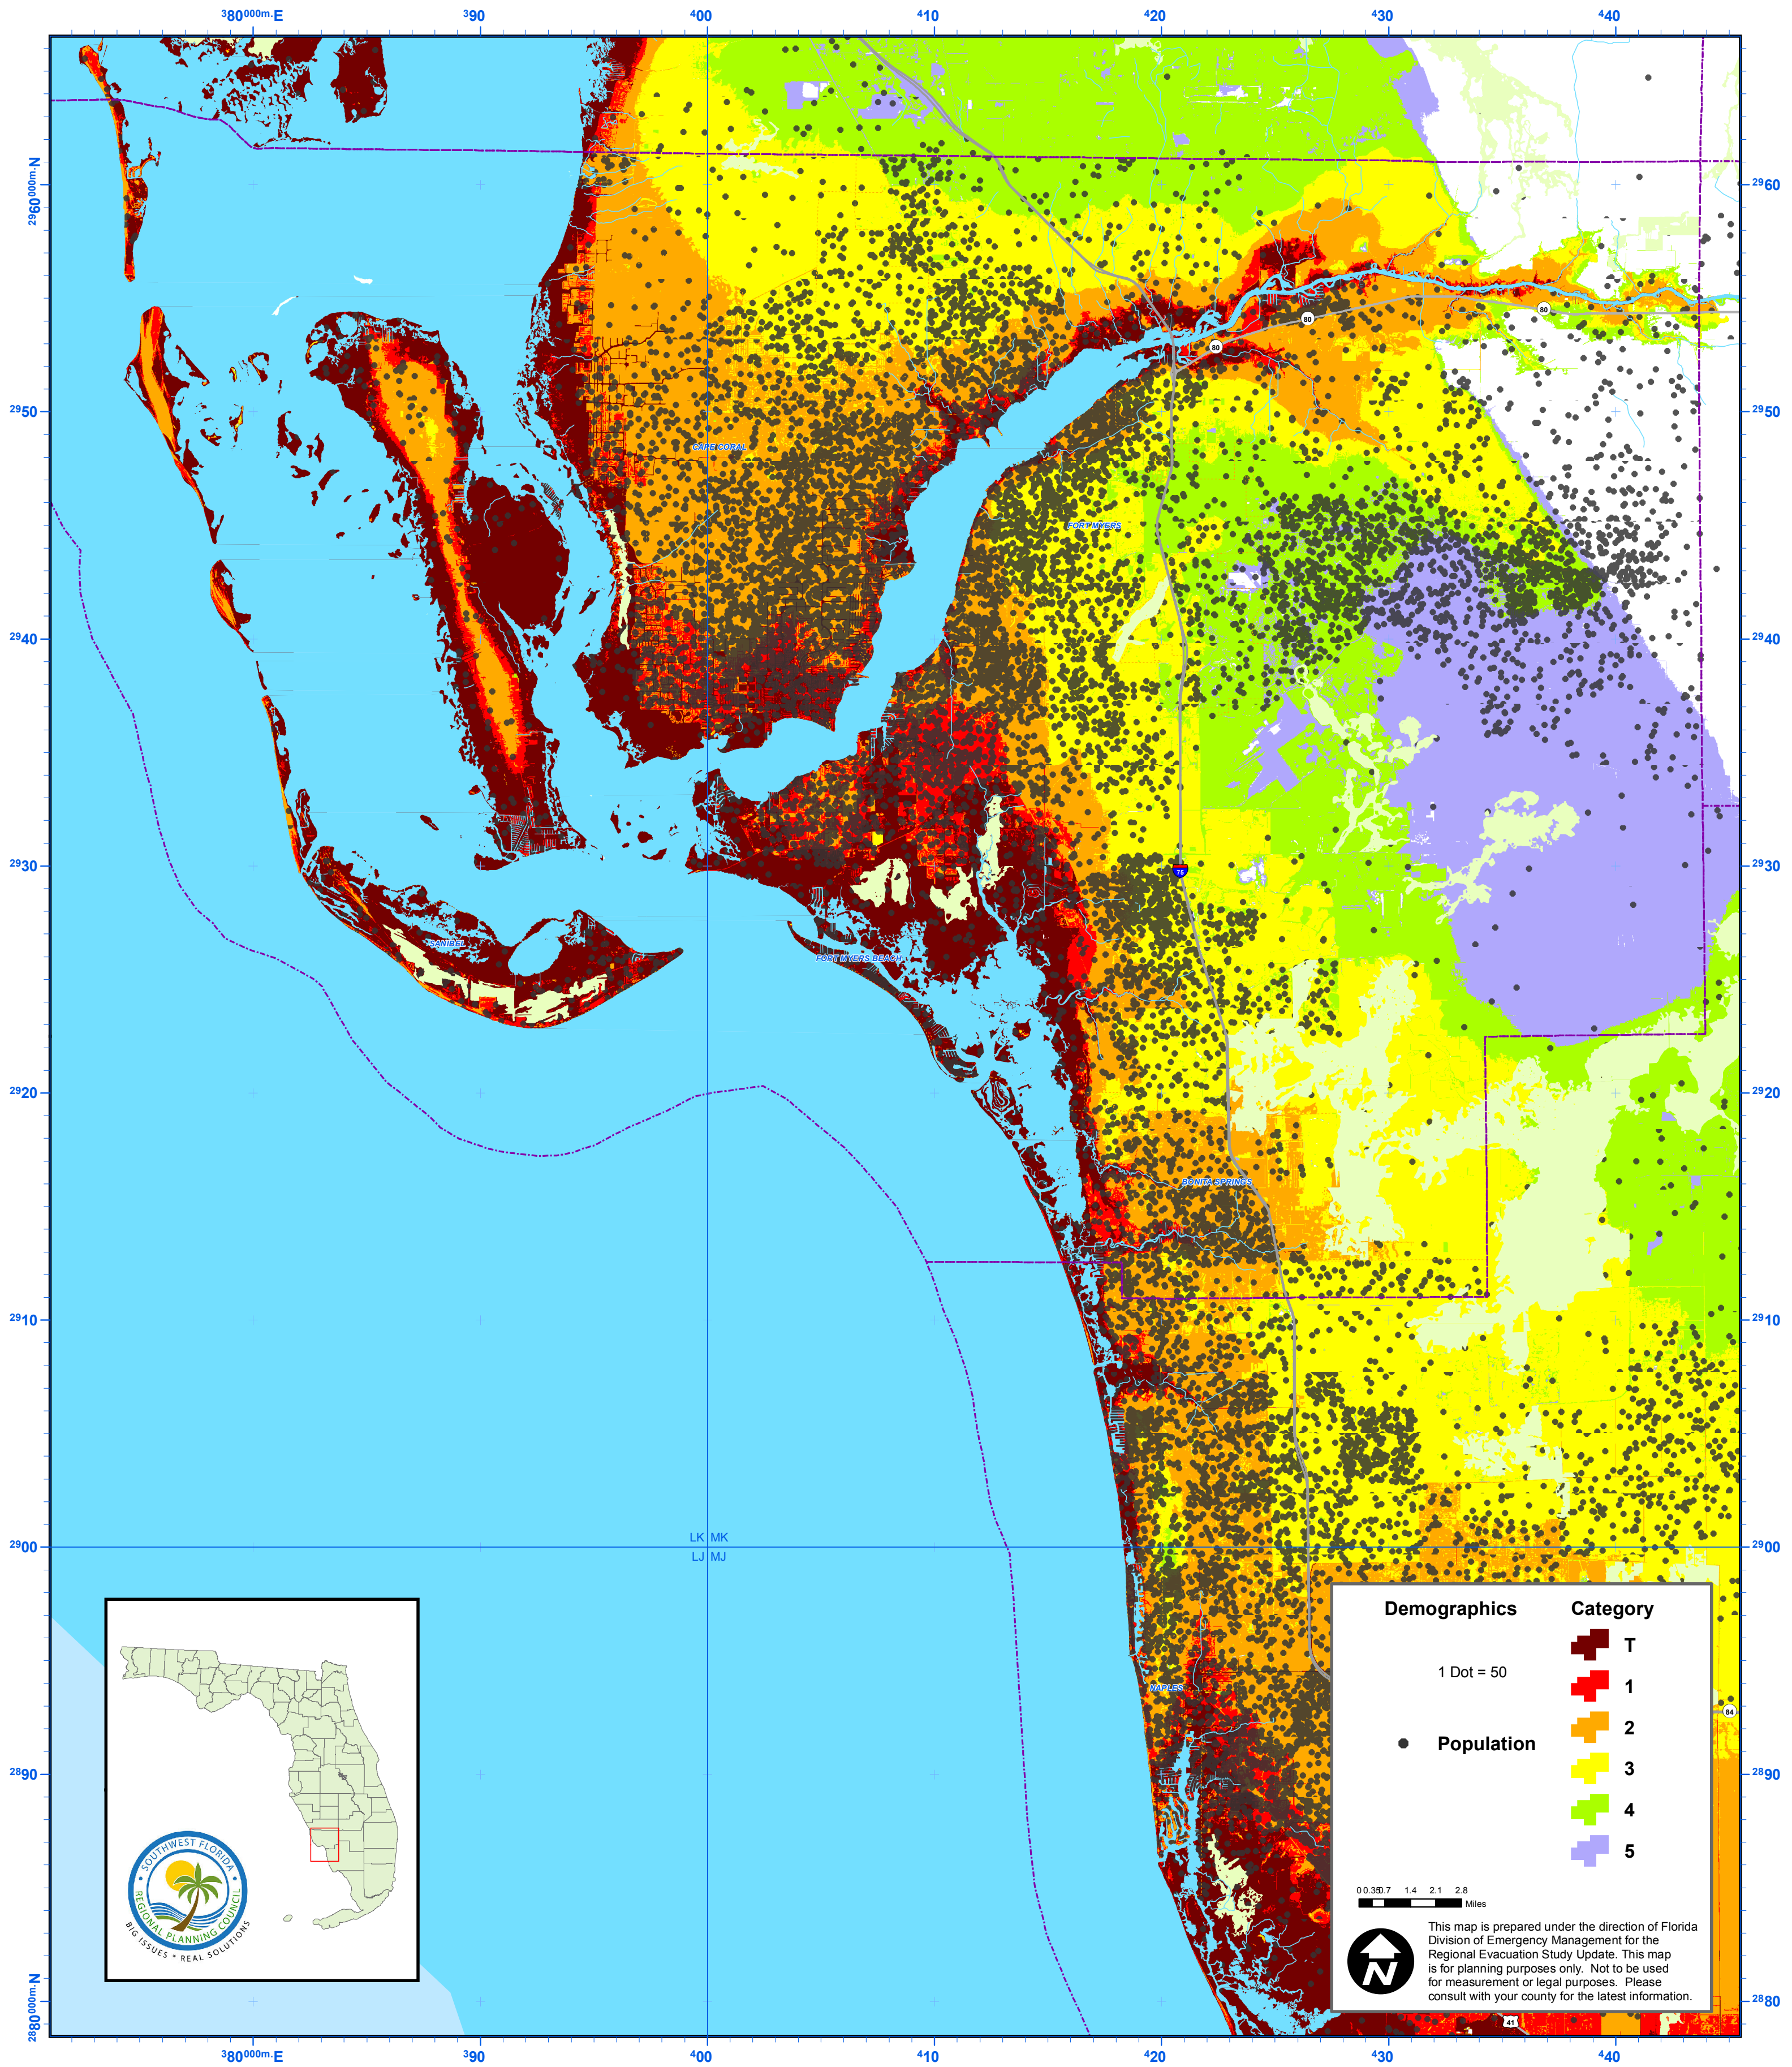 380000m.E 390 400 410 420 430 440
2960000m.N
2960
80
80
80
2950
2950
CAPE CORAL
FORT MYERS
2940
2940
2930
2930
75
SANIBEL
FORT MYERS BEACH
2920
2920
BONITA SPRINGS
2910
2910
LK MK
2900
2900
LJ MJ
Demographics
1 Dot = 50
Population
Category
T
1
2
3
4
5
NAPLES
84
2890
2890
SOUTHWEST FLORIDA
REGIONAL PLANNING COUNCIL
BIG ISSUES * REAL SOLUTIONS
0 0.35 0.7 1.4 2.1 2.8
Miles
N
This map is prepared under the direction of Florida
Division of Emergency Management for the
Regional Evacuation Study Update. This map
is for planning purposes only. Not to be used
for measurement or legal purposes. Please
consult with your county for the latest information.
2880000m.N
2880
41
380000m.E 390 400 410 420 430 440